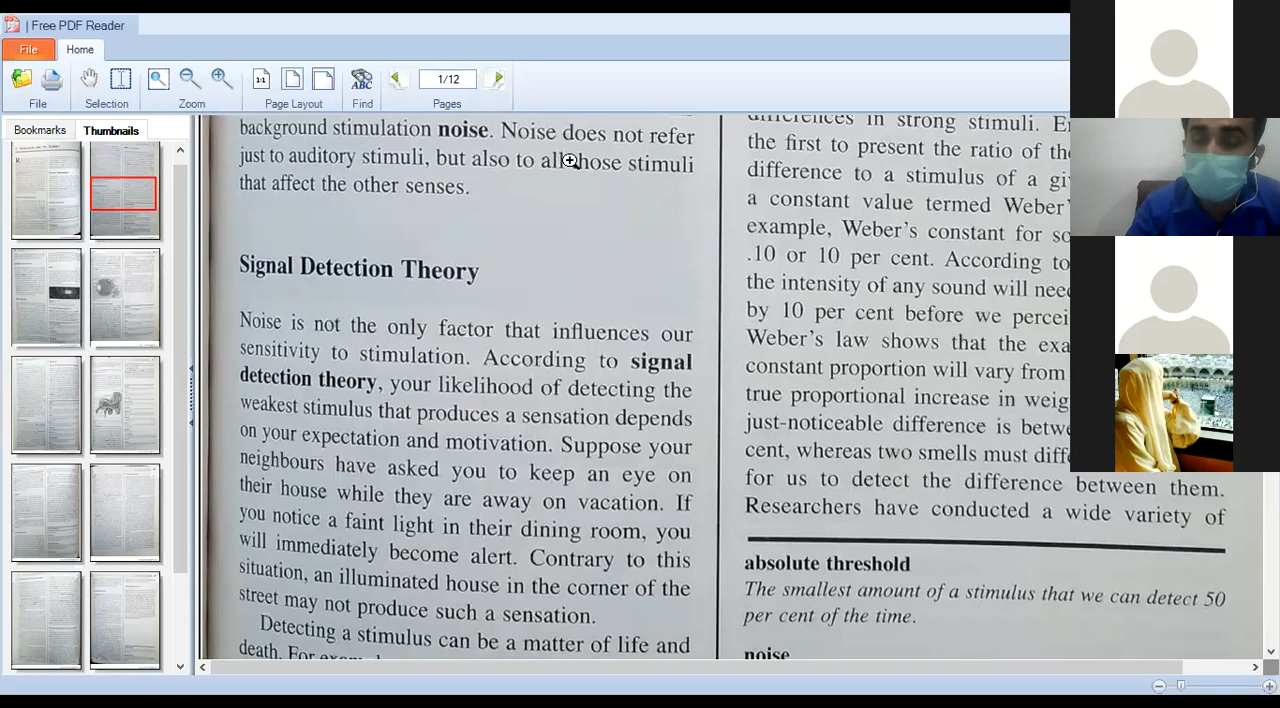 | Free PDF Reader
File
Home
1/12
File
Selection
Zoom
Page Layout
Find
Pages
Bookmarks
Thumbnails
background stimulation noise. Noise does not refer
just to auditory stimuli, but also to all those stimuli
that affect the other senses.
Signal Detection Theory
Noise is not the only factor that influences our
sensitivity to stimulation. According to signal
detection theory, your likelihood of detecting the
weakest stimulus that produces a sensation depends
on your expectation and motivation. Suppose your
neighbours have asked you to keep an eye on
their house while they are away on vacation. If
you notice a faint light in their dining room, you
will immediately become alert. Contrary to this
situation, an illuminated house in the corner of the
street may not produce such a sensation.
Detecting a stimulus can be a matter of life and
death. For
differences in strong stimuli.
the first to present the ratio of
difference to a stimulus of a
a constant value termed
example, Weber's constant for
.10 or 10 per cent. According to
the intensity of any sound will
by 10 per cent before we
Weber's law shows that the
constant proportion will vary from
true proportional increase in
just-noticeable difference is
cent, whereas two smells must
for us to detect the difference between them.
Researchers have conducted a wide variety of
absolute threshold
The smallest amount of a stimulus that we can detect 50
per cent of the time.
noise